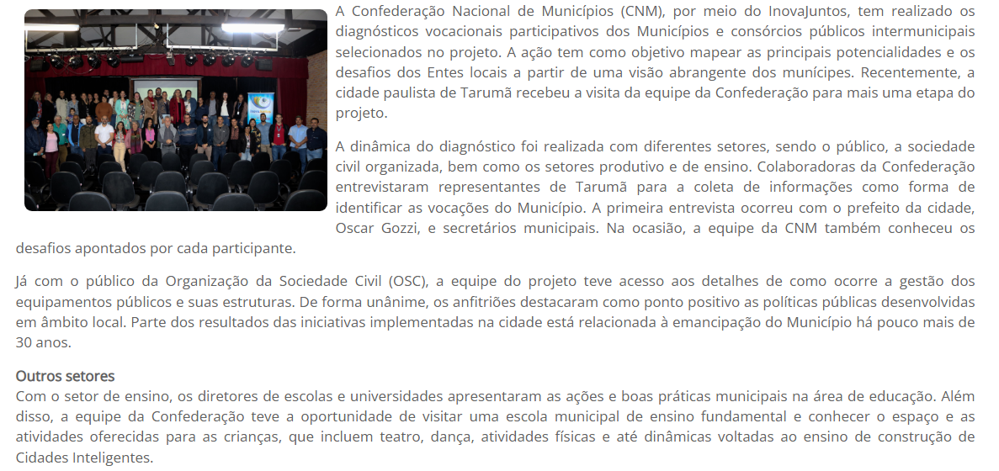 A Confederação Nacional de Municípios (CNM), por meio do InovaJuntos, tem realizado os
diagnósticos vocacionais participativos dos Municípios e consórcios públicos intermunicipais
selecionados no projeto. A ação tem como objetivo mapear as principais potencialidades e os
desafios dos Entes locais a partir de uma visão abrangente dos munícipes. Recentemente, a
cidade paulista de Tarumã recebeu a visita da equipe da Confederação para mais uma etapa do
projeto.
A dinâmica do diagnóstico foi realizada com diferentes setores, sendo o público, a sociedade
civil organizada, bem como os setores produtivo e de ensino. Colaboradoras da Confederação
entrevistaram representantes de Tarumã para a coleta de informações como forma de
identificar as vocações do Município. A primeira entrevista ocorreu com o prefeito da cidade,
Oscar Gozzi, e secretários municipais. Na ocasião, a equipe da CNM também conheceu os
desafios apontados por cada participante.
Já com o público da Organização da Sociedade Civil (OSC), a equipe do projeto teve acesso aos detalhes de como ocorre a gestão dos
equipamentos públicos e suas estruturas. De forma unânime, os anfitriões destacaram como ponto positivo as políticas públicas desenvolvidas
em âmbito local. Parte dos resultados das iniciativas implementadas na cidade está relacionada à emancipação do Município há pouco mais de
30 anos.
Outros setores
Com o setor de ensino, os diretores de escolas e universidades apresentaram as ações e boas práticas municipais na área de educação. Além
disso, a equipe da Confederação teve a oportunidade de visitar uma escola municipal de ensino fundamental e conhecer o espaço e as
atividades oferecidas para as crianças, que incluem teatro, dança, atividades físicas e até dinâmicas voltadas ao ensino de construção de
Cidades Inteligentes.